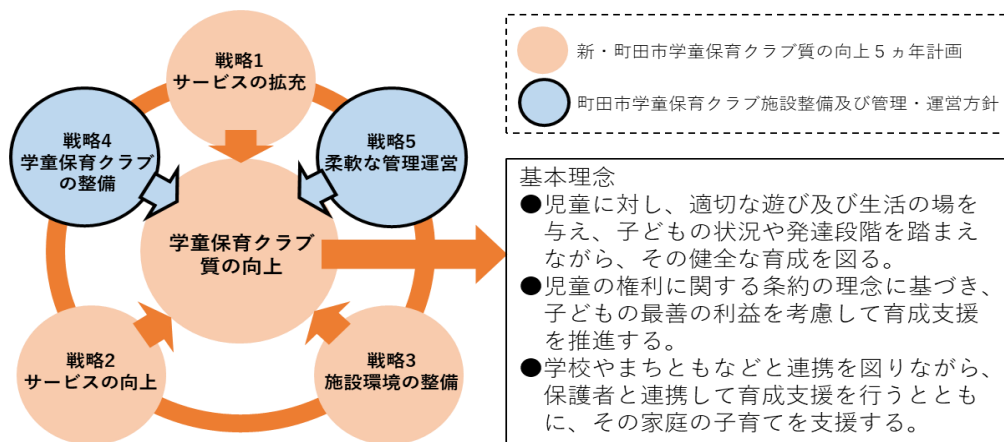 戦略1
サービスの拡充
戦略4
学童保育クラブ
の整備
戦略5
柔軟な管理運営
学童保育クラブ
質の向上
戦略2
サービスの向上
戦略3
施設環境の整備
新・町田市学童保育クラブ質の向上５ヵ年計画
町田市学童保育クラブ施設整備及び管理・運営方針
基本理念
●児童に対し、適切な遊び及び生活の場を
与え、子どもの状況や発達段階を踏まえ
ながら、その健全な育成を図る。
●児童の権利に関する条約の理念に基づき、
子どもの最善の利益を考慮して育成支援
を推進する。
●学校やまちともなどと連携を図りながら、
保護者と連携して育成支援を行うととも
に、その家庭の子育てを支援する。